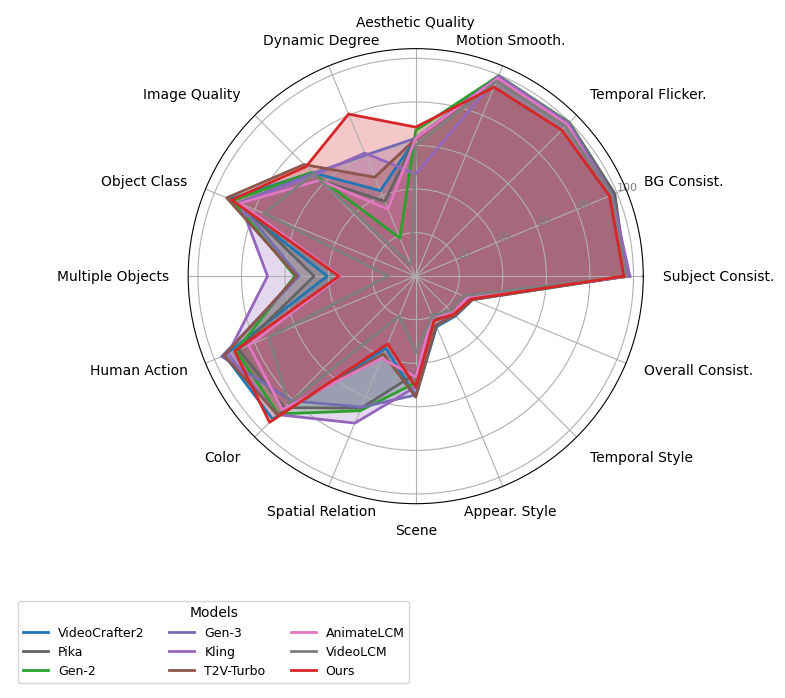 Aesthetic Quality
Dynamic Degree
Motion Smooth.
Image Quality
Temporal Flicker.
Object Class
BG Consist.
100
Multiple Objects
Subject Consist.
Human Action
Overall Consist.
Color
Temporal Style
Spatial Relation
Appear. Style
Scene
Models
VideoCrafter2
Gen-3
AnimateLCM
Pika
Kling
VideoLCM
Gen-2
T2V-Turbo
Ours